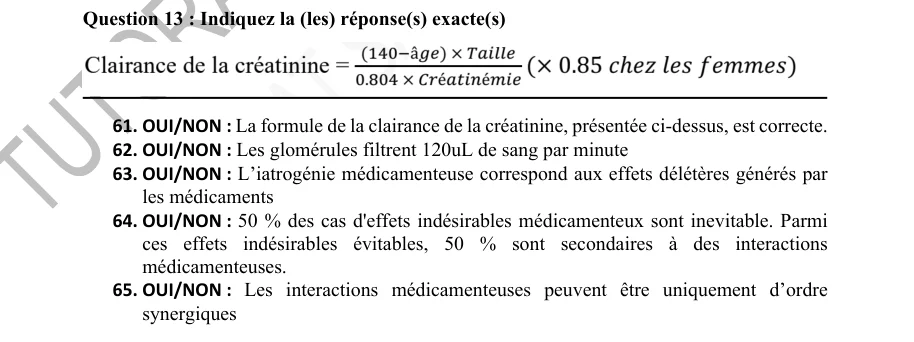 Question 13 : Indiquez la (les) réponse(s) exacte(s)
Clairance de la créatinine = (140−âge) × Taille / 0.804 × Créatinémie (× 0.85 chez les femmes)
61. OUI/NON : La formule de la clairance de la créatinine, présentée ci-dessus, est correcte.
62. OUI/NON : Les glomérules filtrent 120uL de sang par minute
63. OUI/NON : L’iatrogénie médicamenteuse correspond aux effets délétères générés par
les médicaments
64. OUI/NON : 50 % des cas d'effets indésirables médicamenteux sont inevitable. Parmi
ces effets indésirables évitables, 50 % sont secondaires à des interactions
médicamenteuses.
65. OUI/NON : Les interactions médicamenteuses peuvent être uniquement d’ordre
synergiques